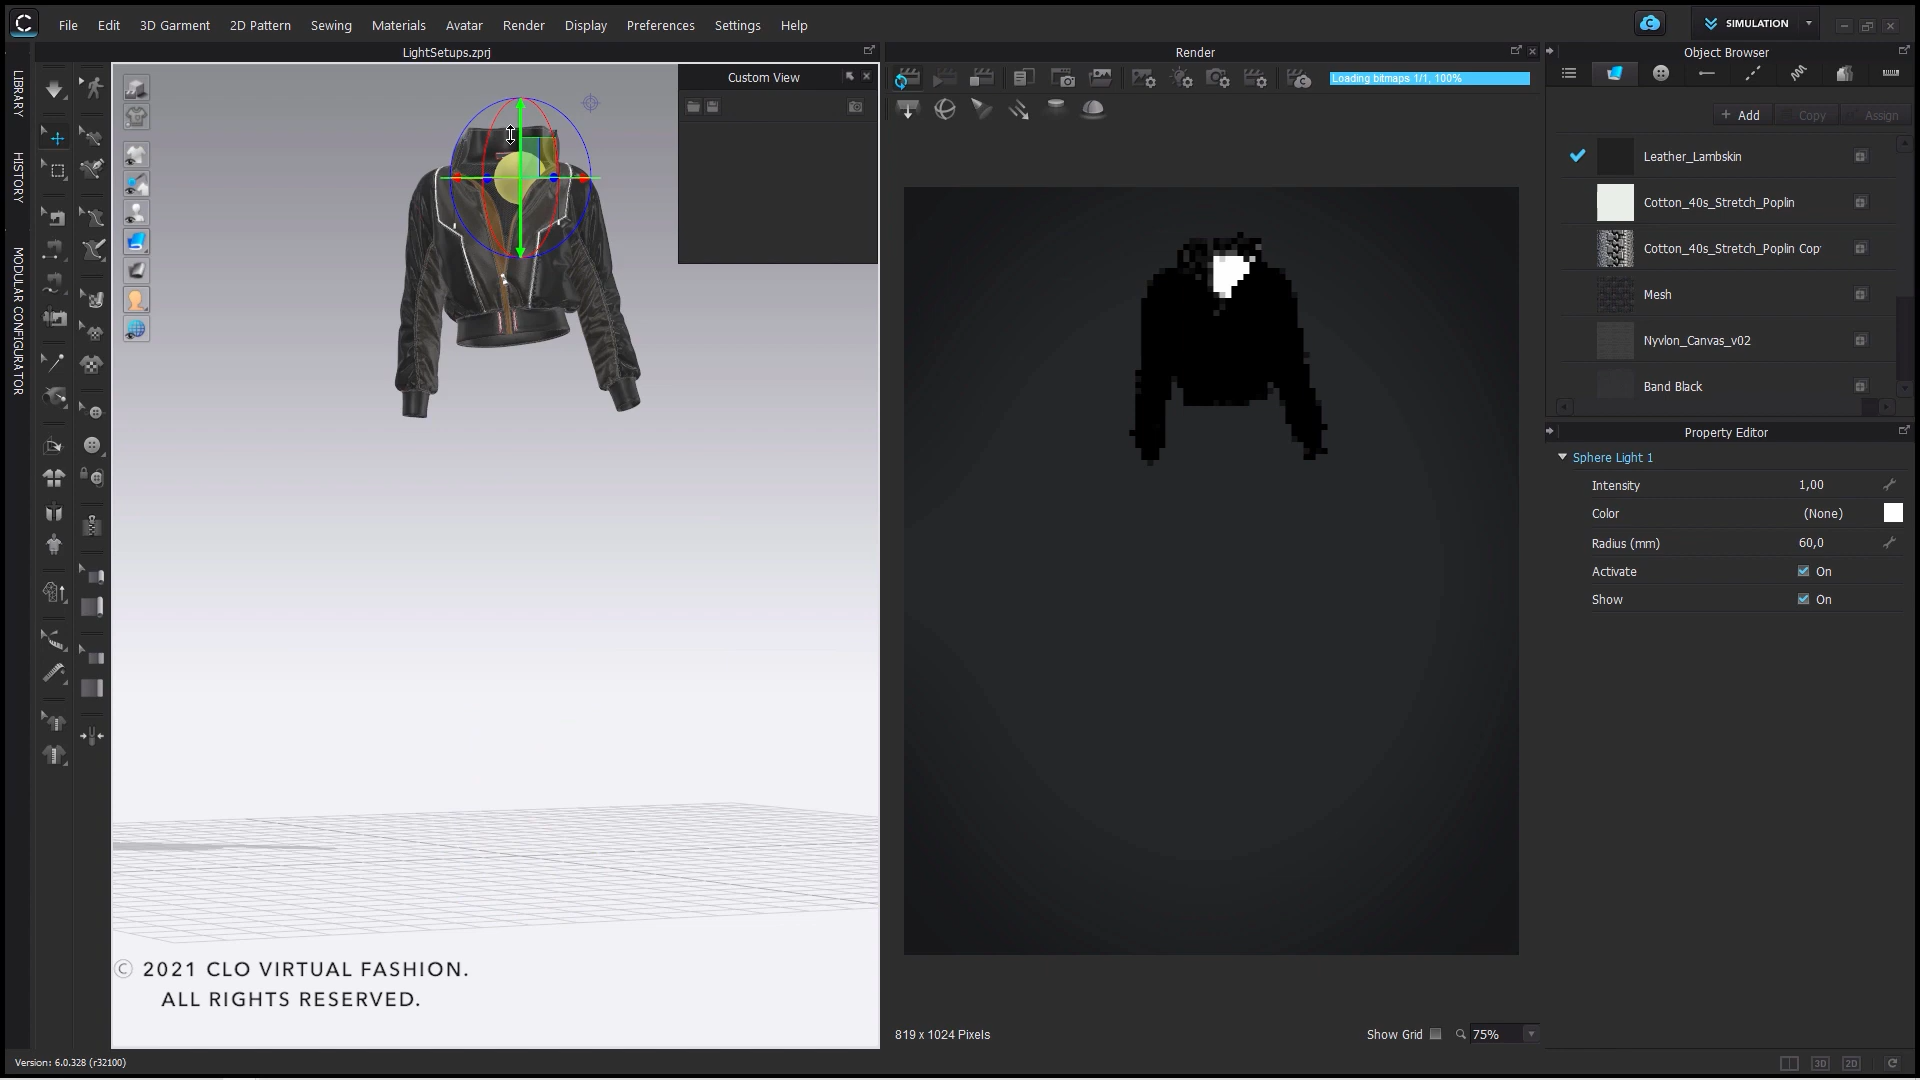 File Edit 3D Garment 2D Pattern Sewing Materials Avatar Render Display Preferences Settings Help
SIMULATION
LightSetups.zprj
Render
Object Browser
LIBRARY
HISTORY
MODULAR CONFIGURATOR
Custom View
Loading bitmaps 1/1, 100%
+ Add
Copy
Assign
Leather_Lambskin
Cotton_40s_Stretch_Poplin
Cotton_40s_Stretch_Poplin Cop
Mesh
Nyvlon_Canvas_v02
Band Black
Property Editor
Sphere Light 1
Intensity 1,00
Color (None)
Radius (mm) 60,0
Activate On
Show On
© 2021 CLO VIRTUAL FASHION.
ALL RIGHTS RESERVED.
819 x 1024 Pixels
Show Grid
75%
Version: 6.0.328 (r32100)
3D
2D